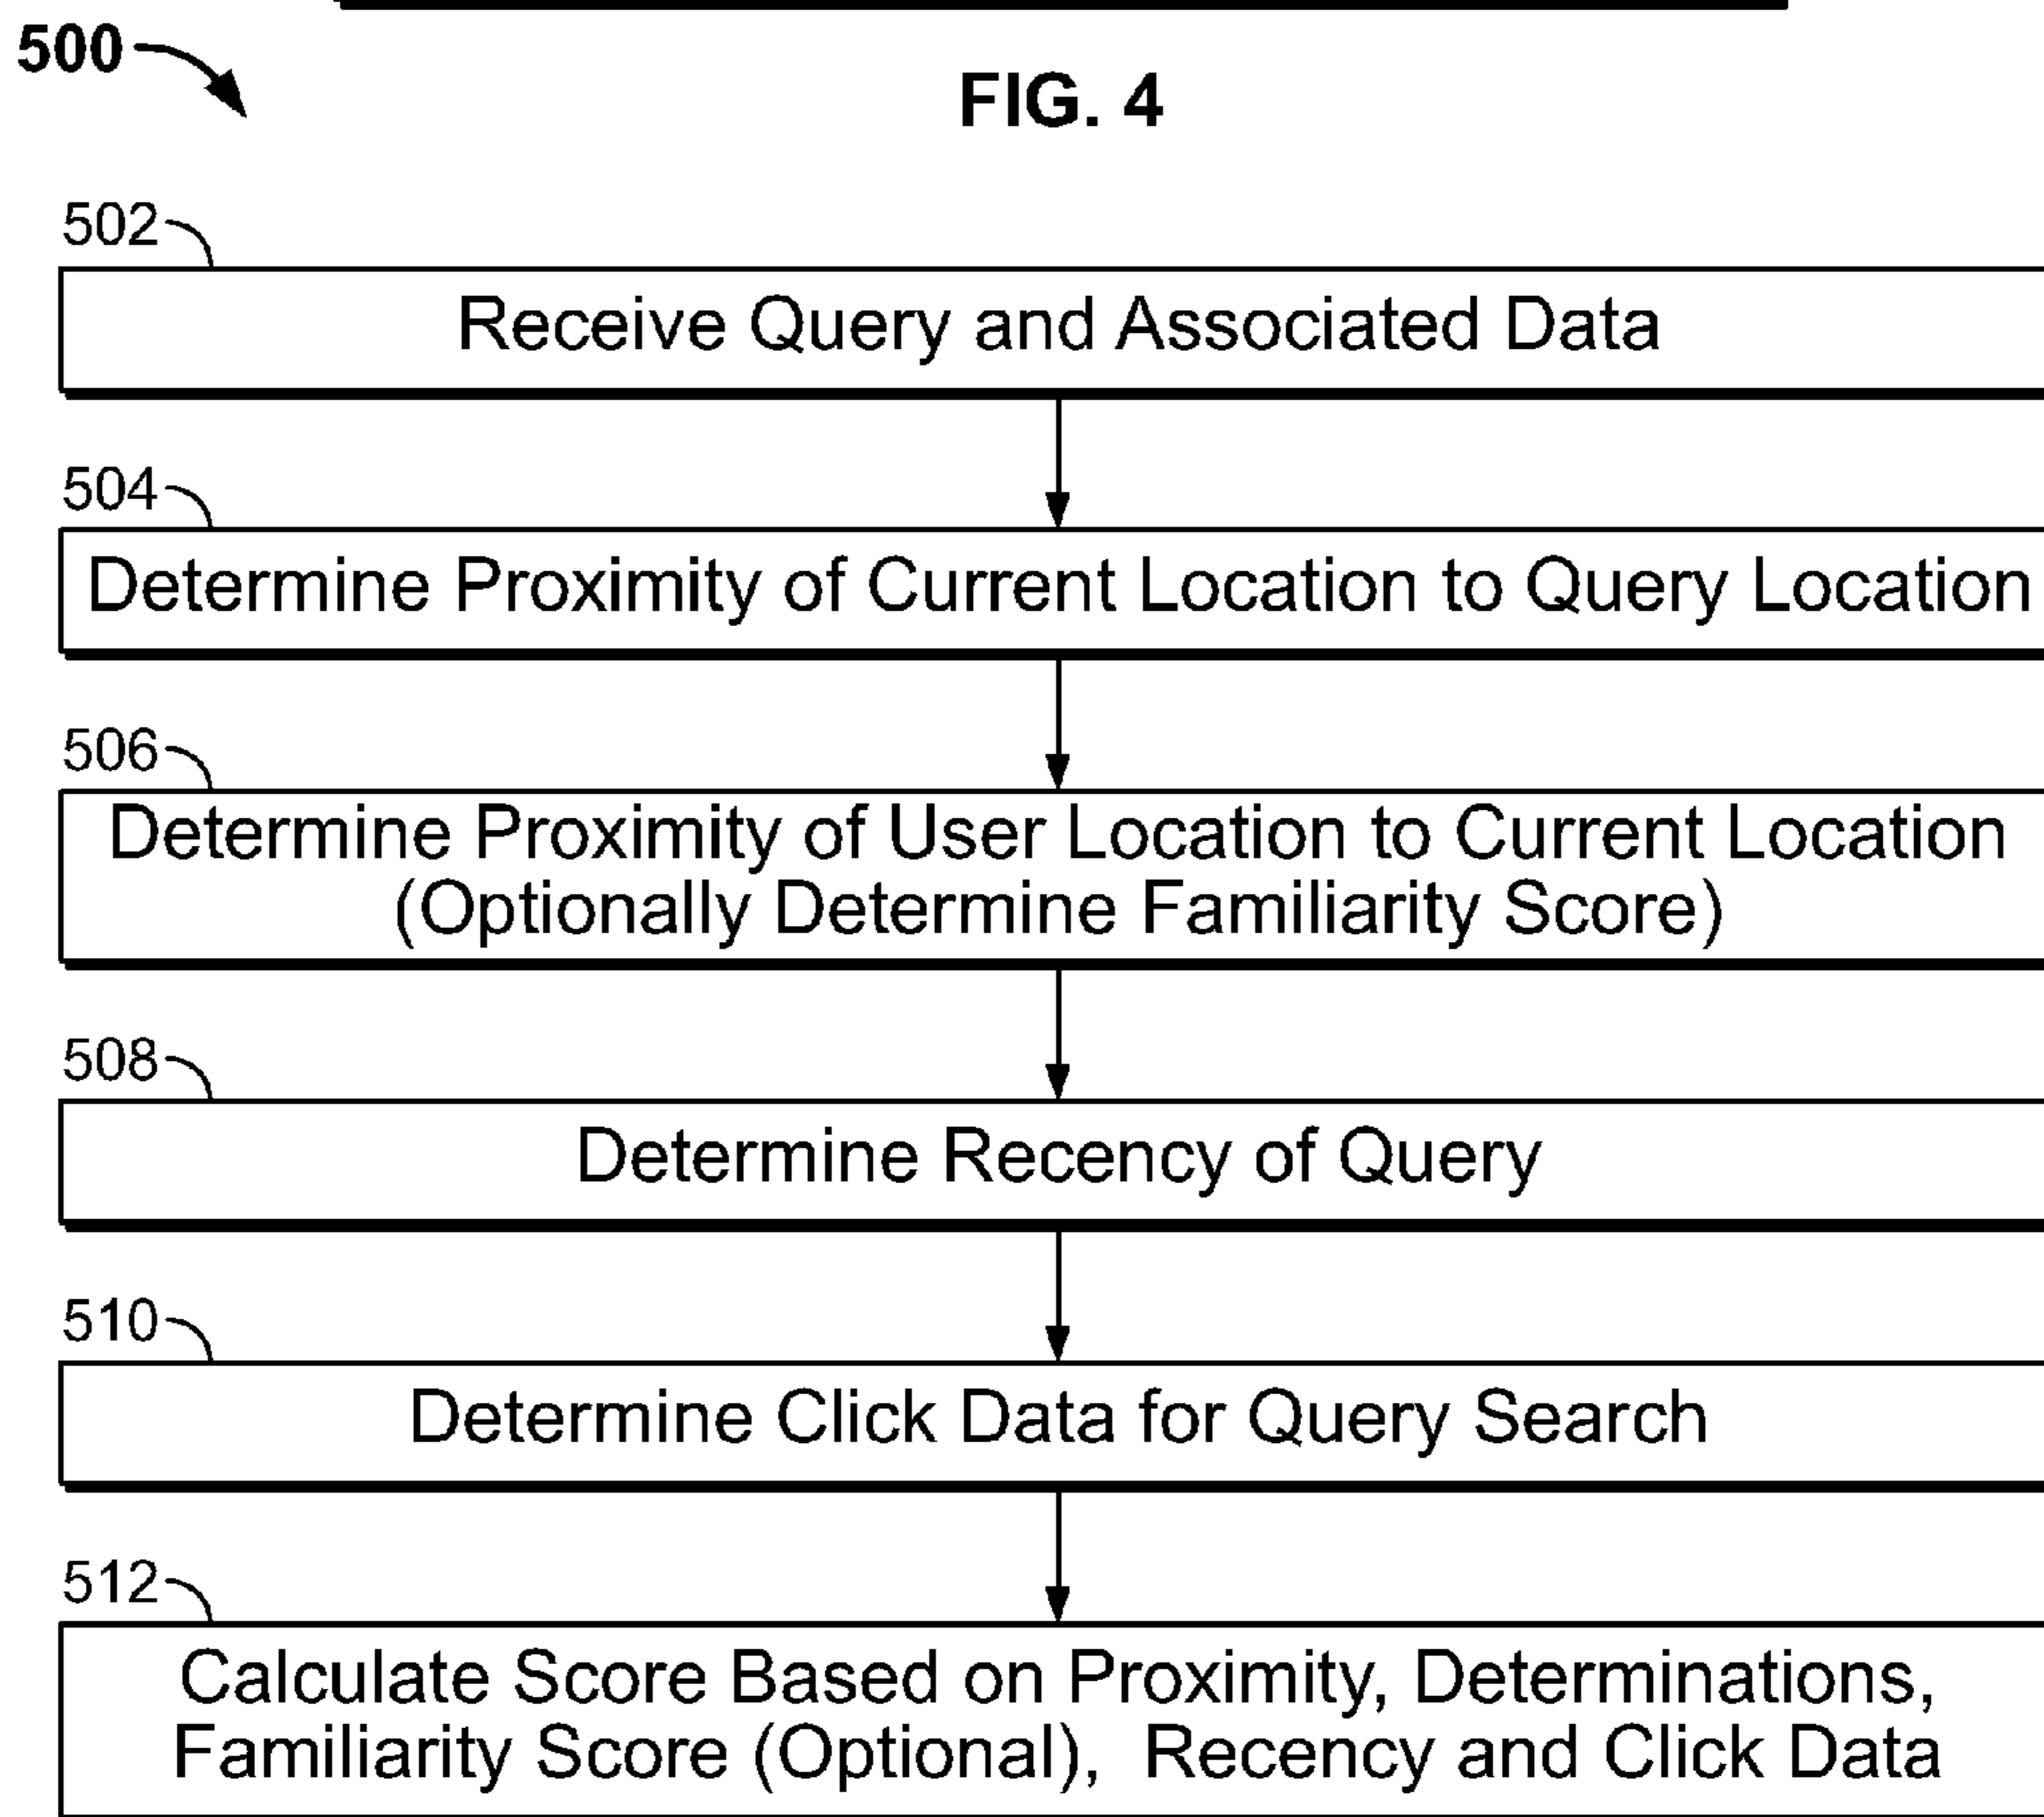 500
FIG. 4
502
Receive Query and Associated Data
504
Determine Proximity of Current Location to Query Location
506
Determine Proximity of User Location to Current Location
(Optionally Determine Familiarity Score)
508
Determine Recency of Query
510
Determine Click Data for Query Search
512
Calculate Score Based on Proximity, Determinations,
Familiarity Score (Optional), Recency and Click Data